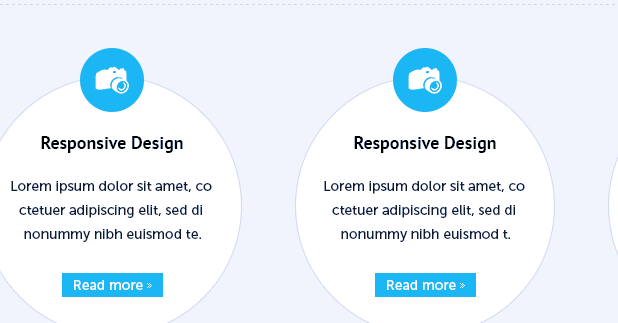 Responsive Design
Lorem ipsum dolor sit amet, co
ctetuer adipiscing elit, sed di
nonummy nibh euismod te.
Read more »
Responsive Design
Lorem ipsum dolor sit amet, co
ctetuer adipiscing elit, sed di
nonummy nibh euismod t.
Read more »